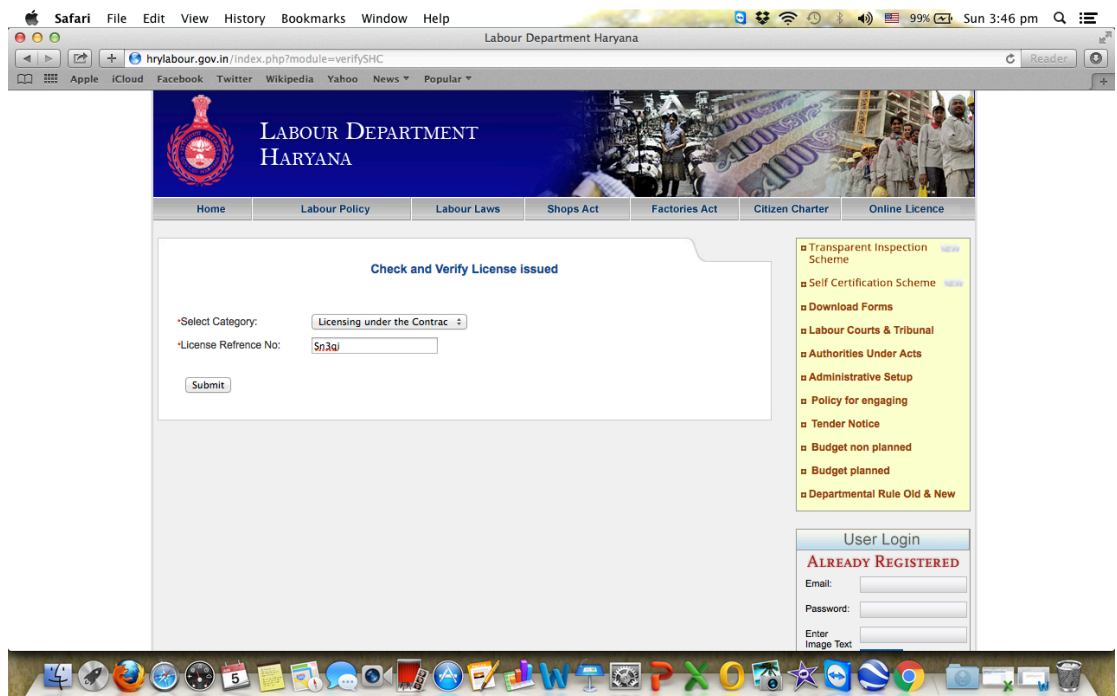 Safari File Edit View History Bookmarks Window Help 99% Sun 3:46 pm
Labour Department Haryana
hrylabour.gov.in/index.php?module=verifySHC Reader
Apple iCloud Facebook Twitter Wikipedia Yahoo News Popular
LABOUR DEPARTMENT
HARYANA
Home Labour Policy Labour Laws Shops Act Factories Act Citizen Charter Online Licence
Check and Verify License issued
*Select Category: Licensing under the Contrac
*License Refrence No: Sn3qi
Submit
Transparent Inspection NEW
Scheme
Self Certification Scheme NEW
Download Forms
Labour Courts & Tribunal
Authorities Under Acts
Administrative Setup
Policy for engaging
Tender Notice
Budget non planned
Budget planned
Departmental Rule Old & New
User Login
ALREADY REGISTERED
Email:
Password:
Enter
Image Text
5